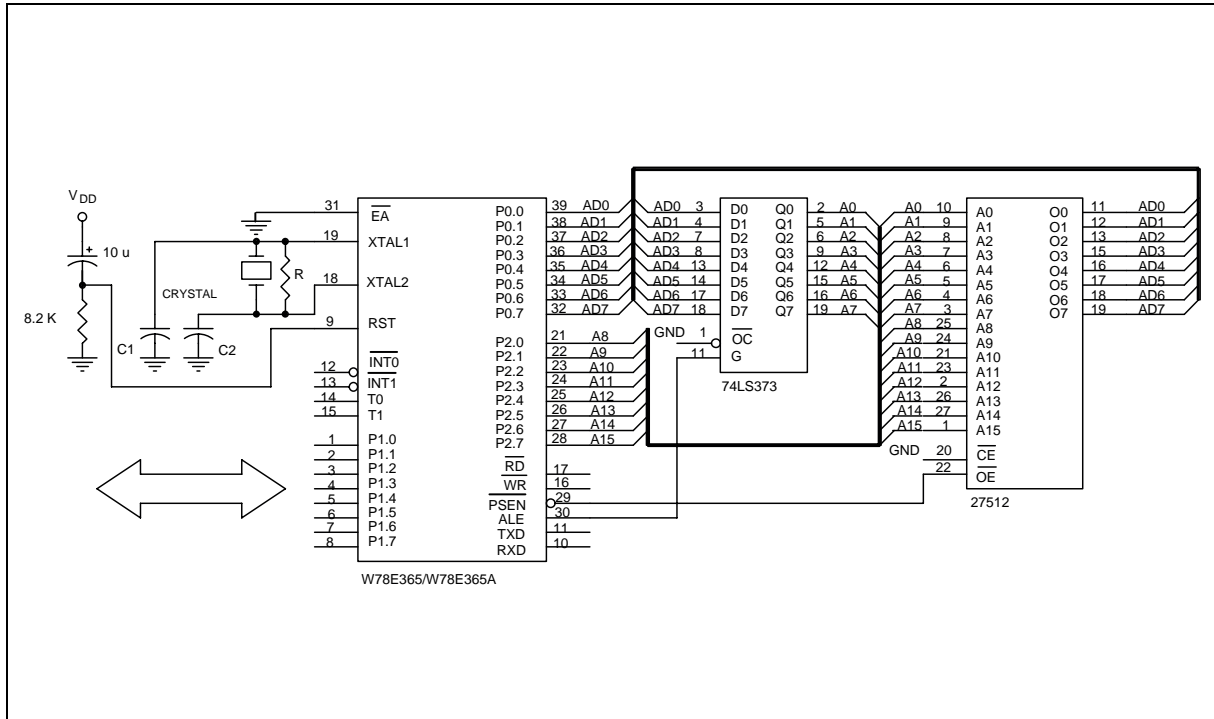 VDD
10 u
8.2 K
C1
C2
CRYSTAL
R
31 EA
19 XTAL1
18 XTAL2
9 RST
12 INT0
13 INT1
14 T0
15 T1
1 P1.0
2 P1.1
3 P1.2
4 P1.3
5 P1.4
6 P1.5
7 P1.6
8 P1.7
P0.0 39 AD0
P0.1 38 AD1
P0.2 37 AD2
P0.3 36 AD3
P0.4 35 AD4
P0.5 34 AD5
P0.6 33 AD6
P0.7 32 AD7
P2.0 21 A8
P2.1 22 A9
P2.2 23 A10
P2.3 24 A11
P2.4 25 A12
P2.5 26 A13
P2.6 27 A14
P2.7 28 A15
RD 17
WR 16
PSEN 29
ALE 30
TXD 11
RXD 10
W78E365/W78E365A
AD0 3 D0 Q0 2 A0
AD1 4 D1 Q1 5 A1
AD2 7 D2 Q2 6 A2
AD3 8 D3 Q3 9 A3
AD4 13 D4 Q4 12 A4
AD5 14 D5 Q5 15 A5
AD6 17 D6 Q6 16 A6
AD7 18 D7 Q7 19 A7
GND 1 OC
11 G
74LS373
A0 10 A0 O0 11 AD0
A1 9 A1 O1 12 AD1
A2 8 A2 O2 13 AD2
A3 7 A3 O3 15 AD3
A4 6 A4 O4 16 AD4
A5 5 A5 O5 17 AD5
A6 4 A6 O6 18 AD6
A7 3 A7 O7 19 AD7
A8 25 A8
A9 24 A9
A10 21 A10
A11 23 A11
A12 2 A12
A13 26 A13
A14 27 A14
A15 1 A15
GND 20 CE
22 OE
27512